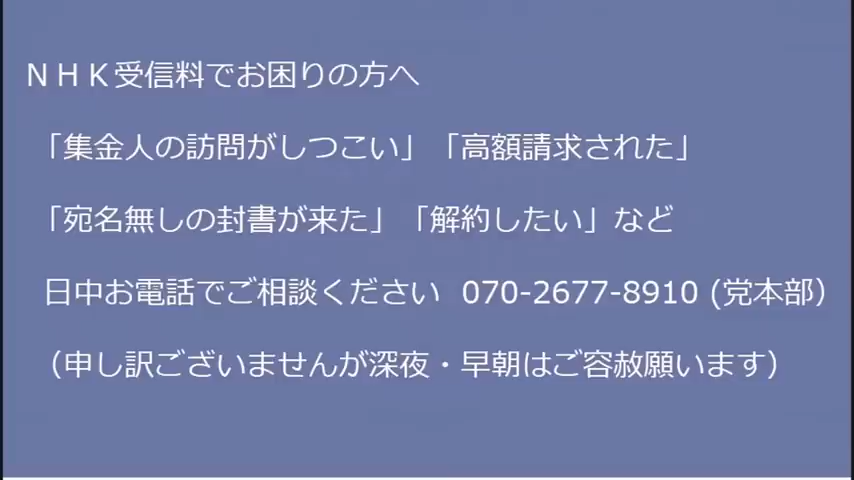 ＮＨＫ受信料でお困りの方へ
「集金人の訪問がしつこい」「高額請求された」
「宛名無しの封書が来た」「解約したい」など
日中お電話でご相談ください 070-2677-8910 (党本部）
（申し訳ございませんが深夜・早朝はご容赦願います）